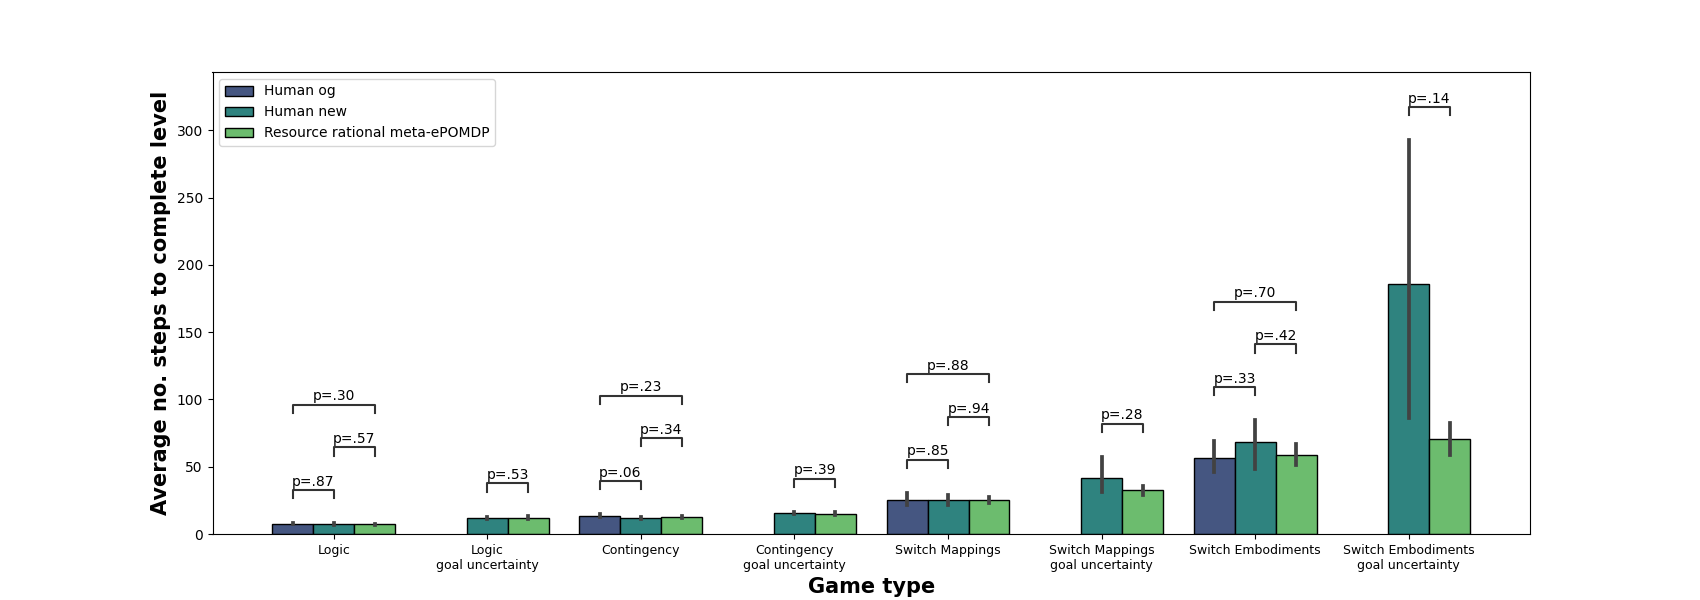 Human og
Human new
Resource rational meta-ePOMDP
Average no. steps to complete level
300
250
200
150
100
50
0
p=.30
p=.57
p=.87
p=.53
p=.23
p=.34
p=.06
p=.39
p=.88
p=.94
p=.85
p=.28
p=.70
p=.42
p=.33
p=.14
Logic
Logic
goal uncertainty
Contingency
Contingency
goal uncertainty
Switch Mappings
Switch Mappings
goal uncertainty
Switch Embodiments
Switch Embodiments
goal uncertainty
Game type